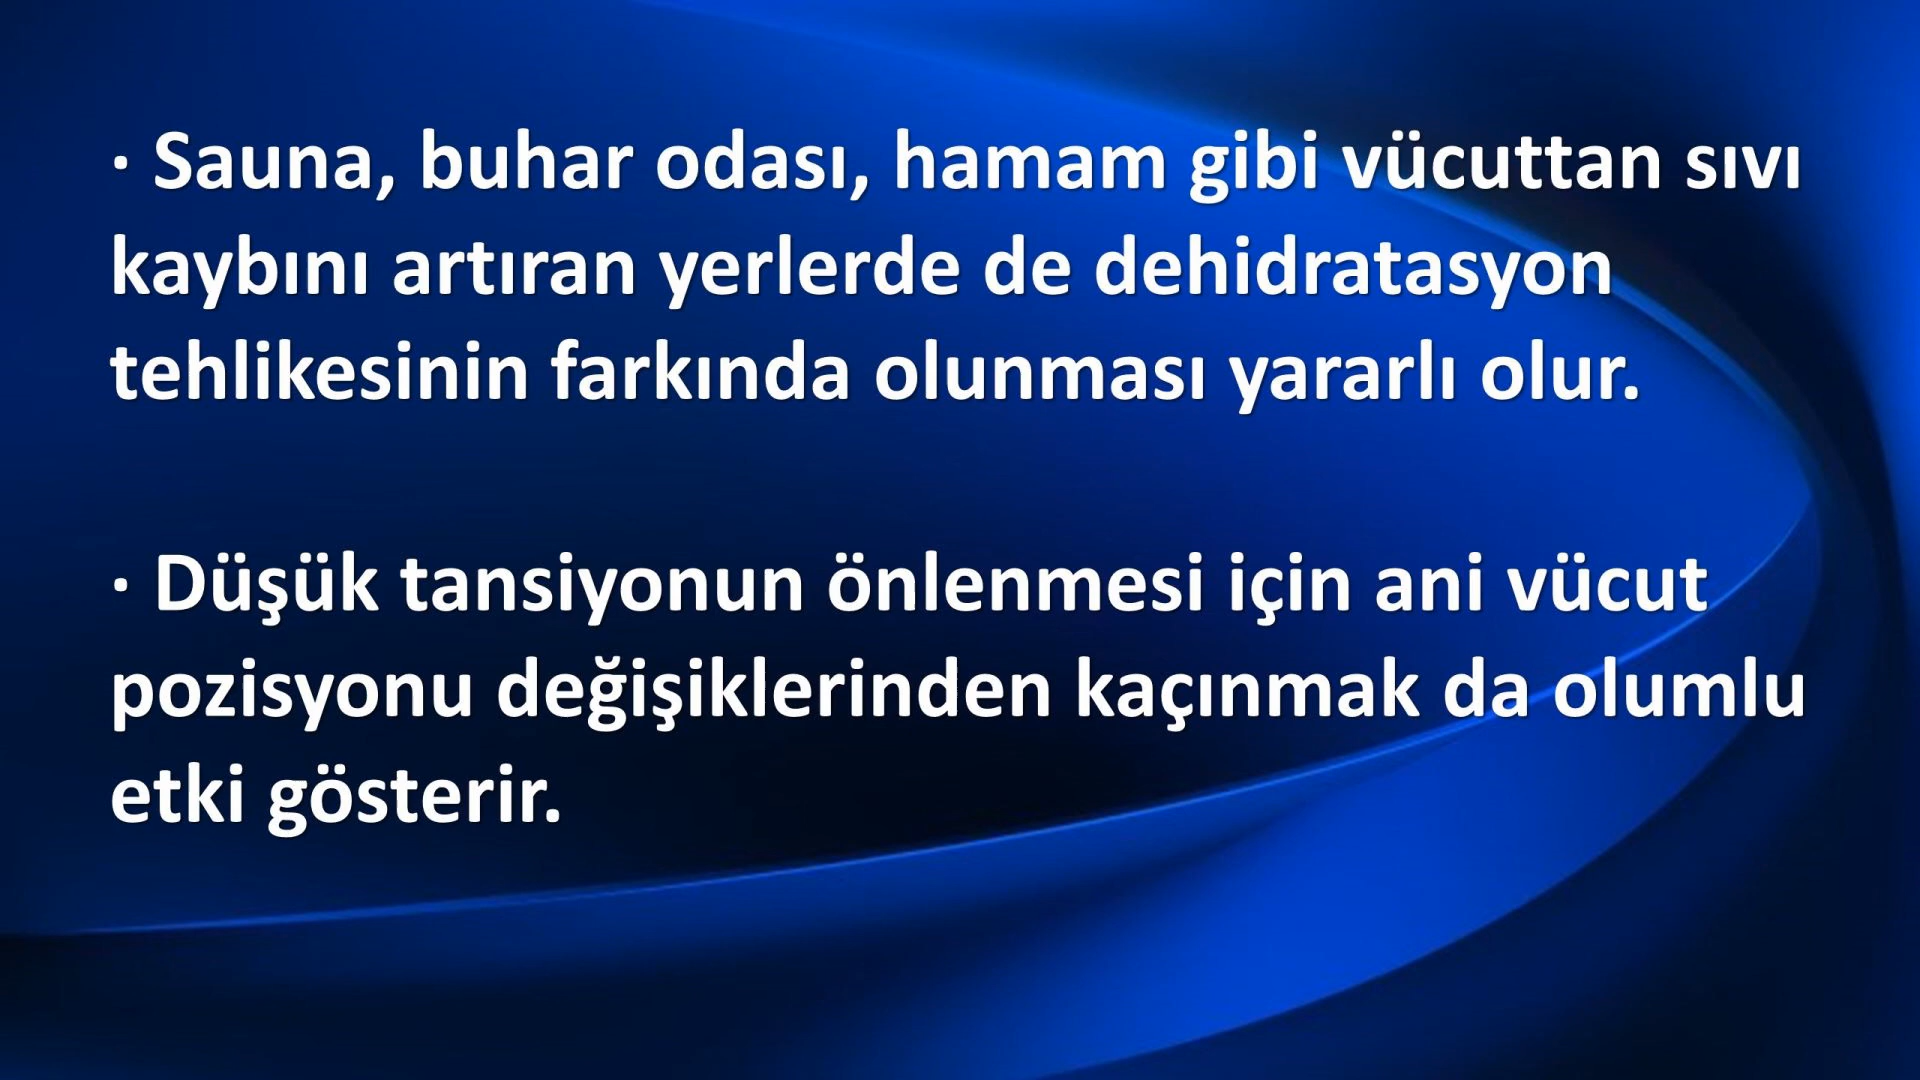 · Sauna, buhar odası, hamam gibi vücuttan sıvı
kaybını artıran yerlerde de dehidratasyon
tehlikesinin farkında olunması yararlı olur.
· Düşük tansiyonun önlenmesi için ani vücut
pozisyonu değişiklerinden kaçınmak da olumlu
etki gösterir.